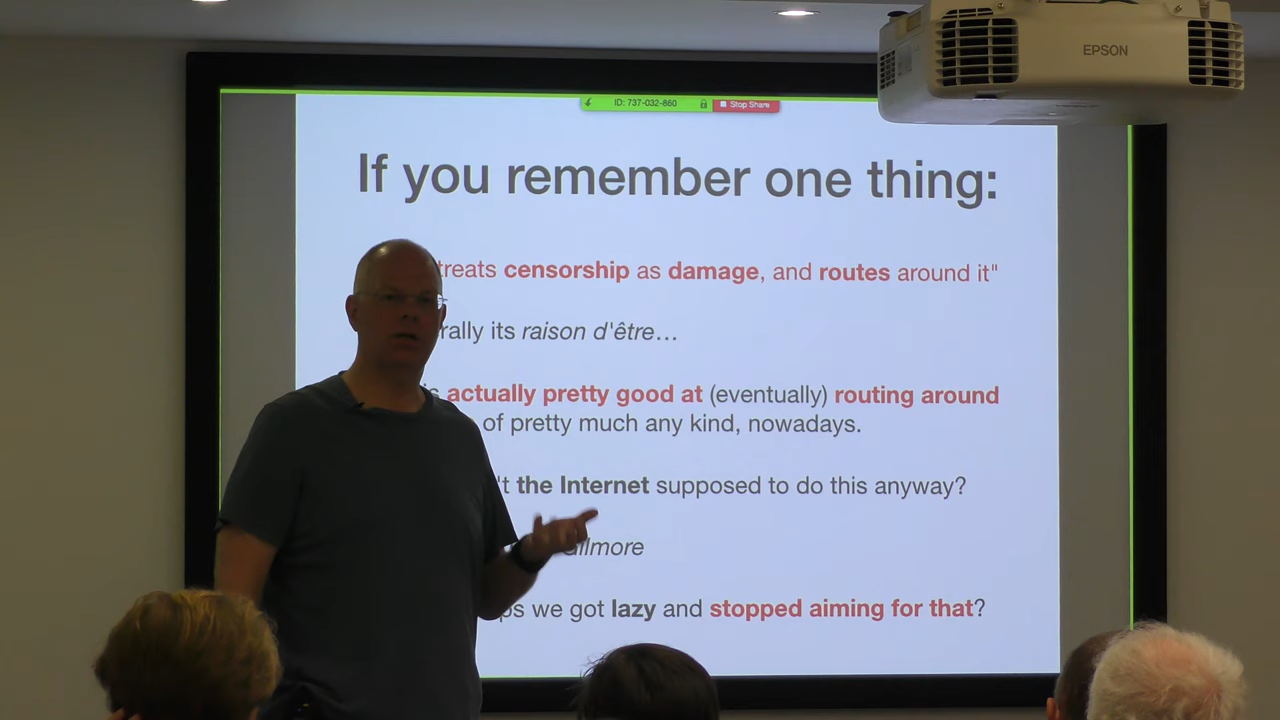 EPSON
ID: 737-032-860 Stop Share
If you remember one thing:
treats censorship as damage, and routes around it"
its raison d'être...
actually pretty good at (eventually) routing around
of pretty much any kind, nowadays.
the Internet supposed to do this anyway?
Gilmore
we got lazy and stopped aiming for that?